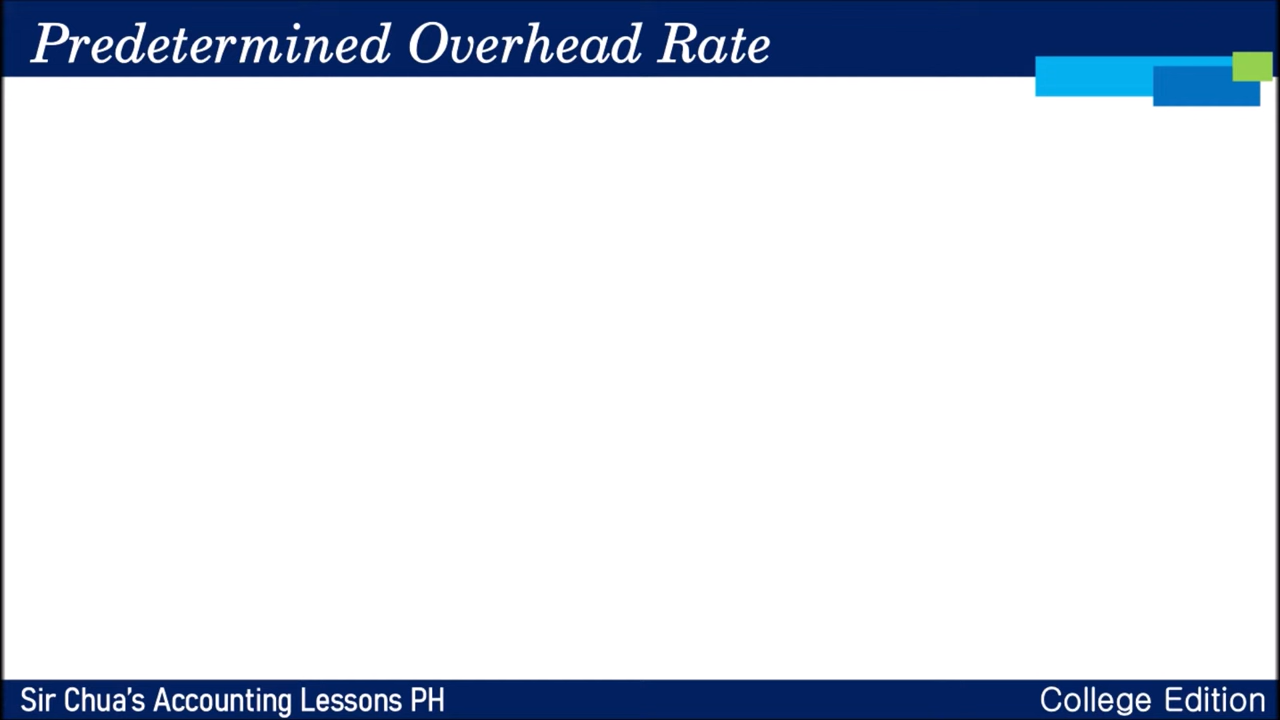 Predetermined Overhead Rate
Sir Chua's Accounting Lessons PH
College Edition